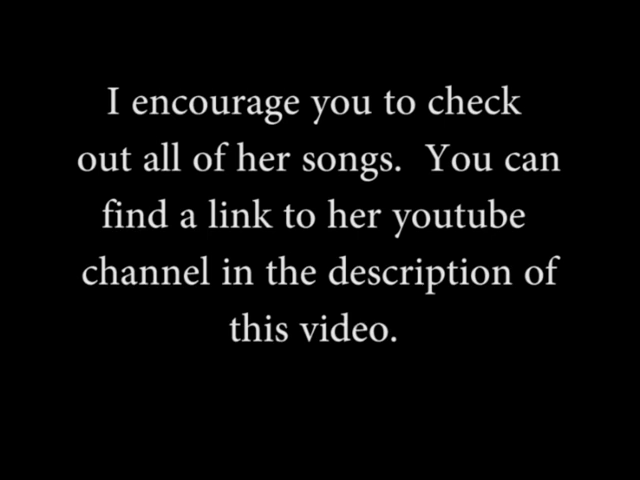 I encourage you to check
out all of her songs.  You can
find a link to her youtube
channel in the description of
this video.